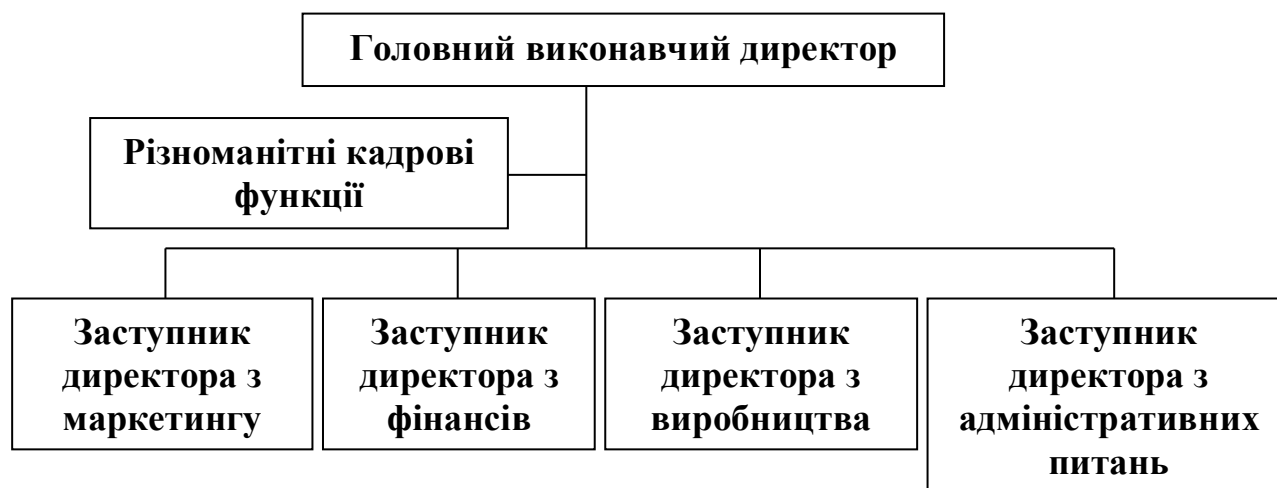 Головний виконавчий директор
Різноманітні кадрові
функції
Заступник
директора з
маркетингу
Заступник
директора з
фінансів
Заступник
директора з
виробництва
Заступник
директора з
адміністративних
питань